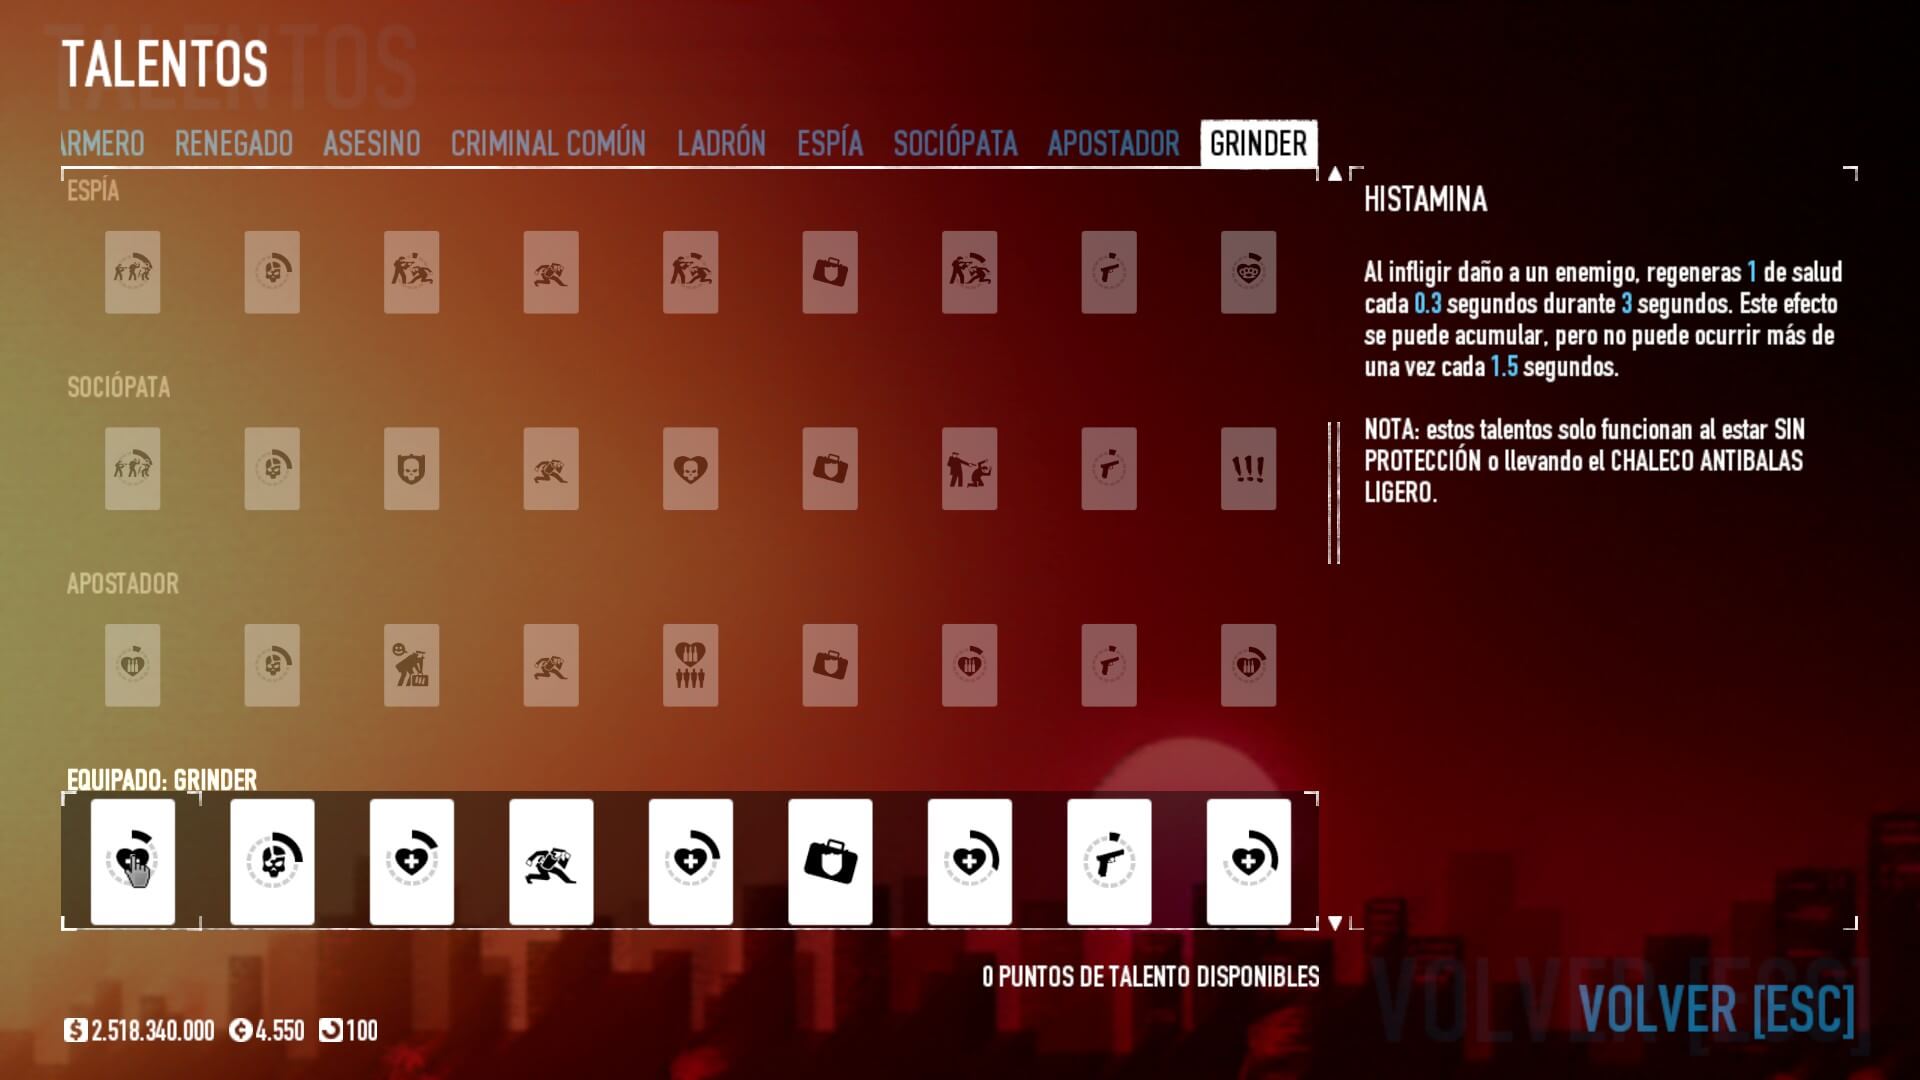 TALENTOS
ARMERO RENEGADO ASESINO CRIMINAL COMÚN LADRÓN ESPÍA SOCIÓPATA APOSTADOR GRINDER
ESPÍA
SOCIÓPATA
APOSTADOR
EQUIPADO: GRINDER
HISTAMINA
Al infligir daño a un enemigo, regeneras 1 de salud
cada 0.3 segundos durante 3 segundos. Este efecto
se puede acumular, pero no puede ocurrir más de
una vez cada 1.5 segundos.
NOTA: estos talentos solo funcionan al estar SIN
PROTECCIÓN o llevando el CHALECO ANTIBALAS
LIGERO.
0 PUNTOS DE TALENTO DISPONIBLES
$ 2.518.340.000 4.550 100
VOLVER [ESC]